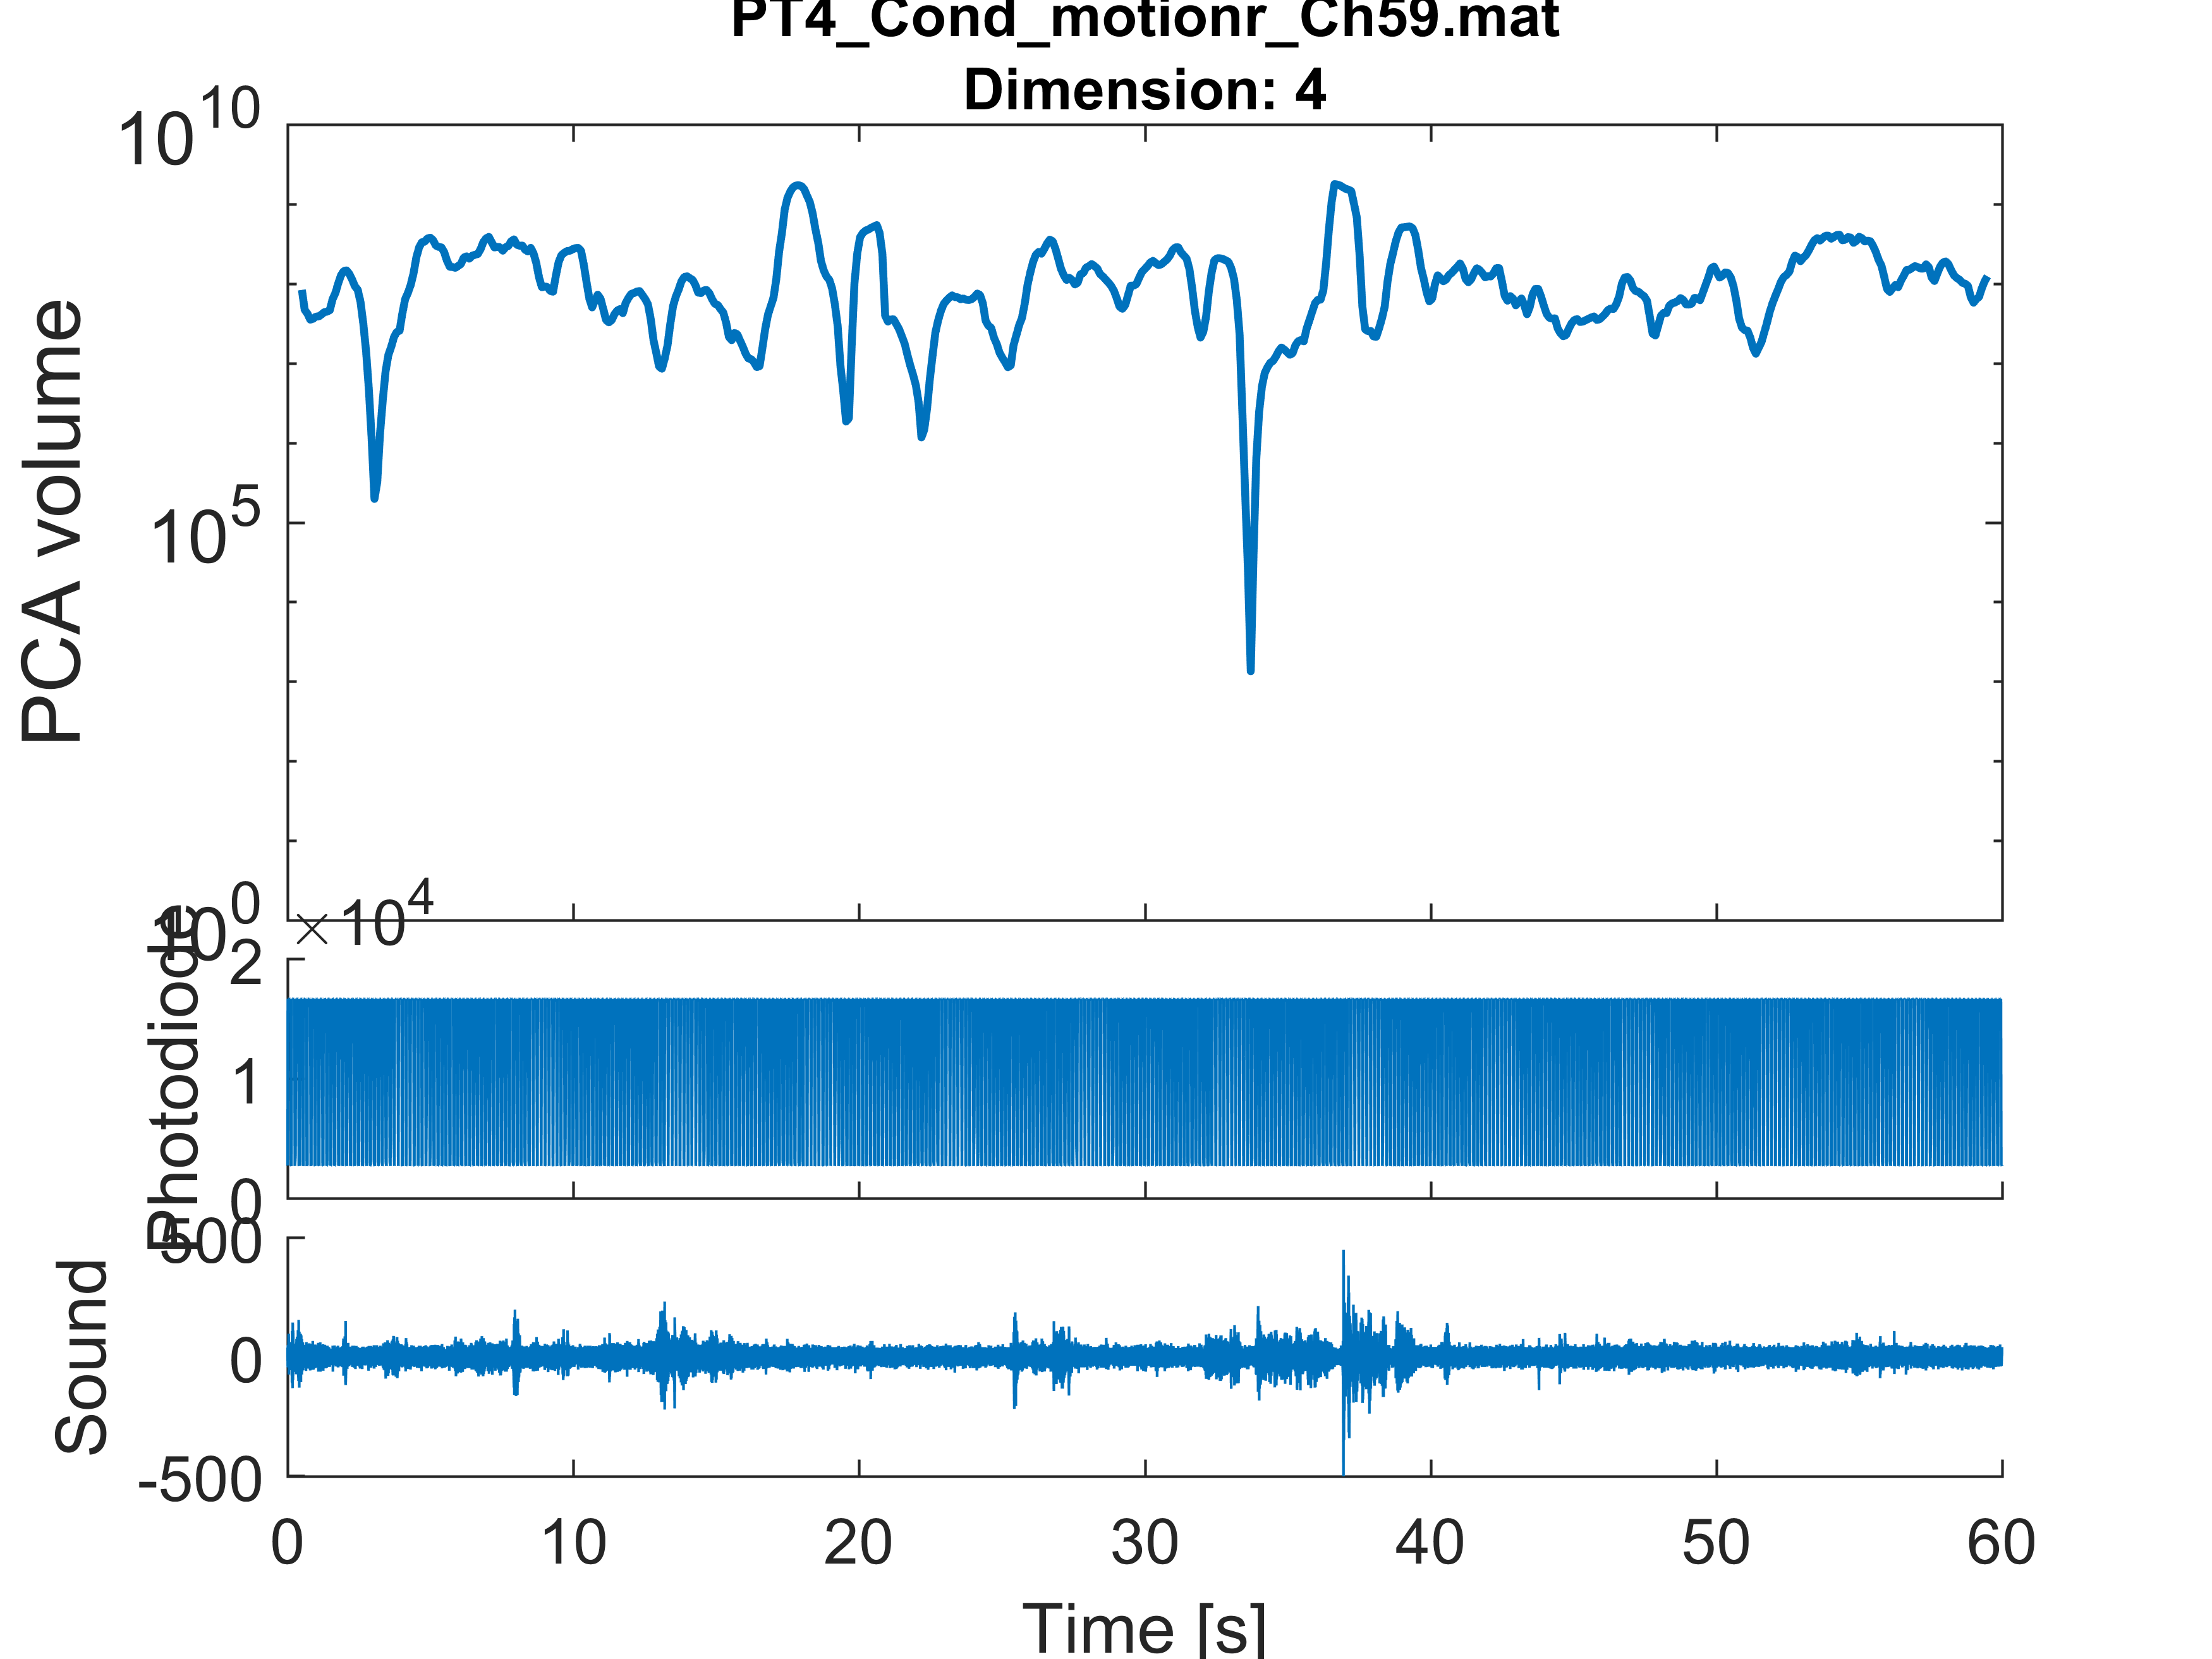 PT4_Cond_motionr_Ch59.mat
Dimension: 4
PCA volume
10^10
10^5
10^0
×10^4
Photodiode
2
1
0
Sound
500
0
-500
0 10 20 30 40 50 60
Time [s]